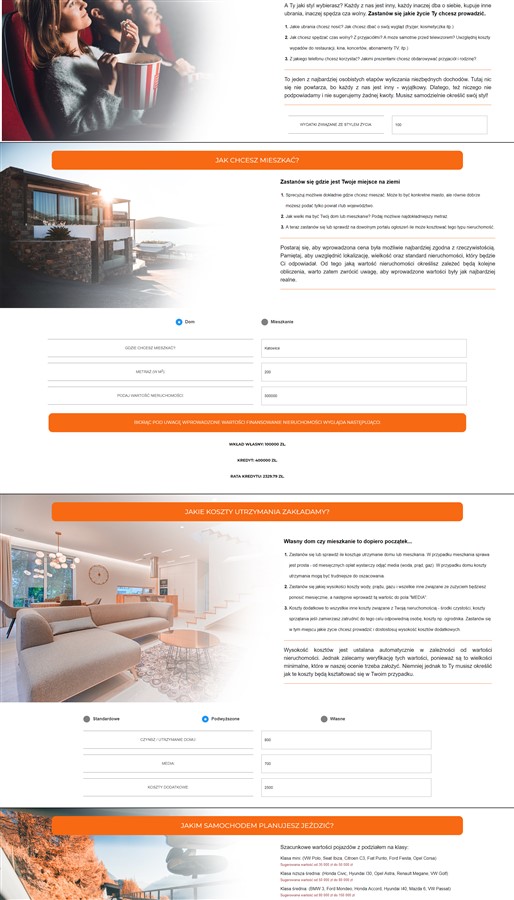 A Ty jaki styl wybierasz? Każdy z nas jest inny, każdy inaczej dba o siebie, kupuje inne
ubrania, inaczej spędza czas wolny. Zastanów się jakie życie Ty chcesz prowadzić.
1. Jakie ubrania chcesz nosić? Jak chcesz dbać o swój wygląd (fryzjer, kosmetyczka itp.)
2. Jak chcesz spędzać czas wolny? Z przyjaciółmi? A może samotnie przed telewizorem? Uwzględnij koszty
wypadów do restauracji, kina, koncertów, abonamenty TV, itp.)
3. Z jakiego telefonu chcesz korzystać? Jakimi prezentami chcesz obdarowywać przyjaciół i rodzinę?
To jeden z najbardziej osobistych etapów wyliczania niezbędnych dochodów. Tutaj nic
się nie powtarza, bo każdy z nas jest inny - wyjątkowy. Dlatego, też niczego nie
podpowiadamy i nie sugerujemy żadnej kwoty. Musisz samodzielnie określić swój styl!
WYDATKI ZWIĄZANE ZE STYLEM ŻYCIA
100
JAK CHCESZ MIESZKAĆ?
Zastanów się gdzie jest Twoje miejsce na ziemi
1. Sprecyzuj możliwie dokładnie gdzie chcesz mieszkać. Może to być konkretne miasto, ale równie dobrze
możesz podać tylko powiat i/lub województwo.
2. Jak wielki ma być Twój dom lub mieszkanie? Podaj możliwie najdokładniejszy metraż
3. A teraz zastanów się lub sprawdź na dowolnym portalu ogłoszeń ile może kosztować tego typu nieruchomość
Postaraj się, aby wprowadzona cena była możliwie najbardziej zgodna z rzeczywistością.
Pamiętaj, aby uwzględnić lokalizację, wielkość oraz standard nieruchomości, który będzie
Ci odpowiadał. Od tego jaką wartość nieruchomości określisz zależeć będą kolejne
obliczenia, warto zatem zwrócić uwagę, aby wprowadzone wartości były jak najbardziej
realne.
Dom
Mieszkanie
GDZIE CHCESZ MIESZKAĆ?
Katowice
METRAŻ (W M²)
200
PODAJ WARTOŚĆ NIERUCHOMOŚCI
500000
BIORĄC POD UWAGĘ WPROWADZONE WARTOŚCI FINANSOWANIE NIERUCHOMOŚCI WYGLĄDA NASTĘPUJĄCO:
WKŁAD WŁASNY: 100000 ZŁ.
KREDYT: 400000 ZŁ.
RATA KREDYTU: 2329.79 ZŁ.
JAKIE KOSZTY UTRZYMANIA ZAKŁADAMY?
Własny dom czy mieszkanie to dopiero początek...
1. Zastanów się lub sprawdź ile kosztuje utrzymanie domu lub mieszkania. W przypadku mieszkania sprawa
jest prosta - od miesięcznych opłat wystarczy odjąć media (woda, prąd, gaz). W przypadku domu koszty
utrzymania mogą być trudniejsze do oszacowania.
2. Zastanów się jakiej wysokości koszty wody, prądu, gazu i wszelkie inne związane ze zużyciem będziesz
ponosić miesięcznie, a następnie wprowadź tę wartość do pola "MEDIA".
3. Koszty dodatkowe to wszystkie inne koszty związane z Twoją nieruchomością - środki czystości, koszty
sprzątania jeśli zamierzasz zatrudnić do tego celu odpowiednią osobę, koszty np. ogrodnika. Zastanów się
w tym miejscu jakie życie chcesz prowadzić i dostosowuj wysokość kosztów dodatkowych.
Wysokość kosztów jest ustalana automatycznie w zależności od wartości
nieruchomości. Jednak zalecamy weryfikację tych wartości, ponieważ są to wielkości
minimalne, które w naszej ocenie trzeba założyć. Niemniej jednak to Ty musisz określić
jak te koszty będą kształtować się w Twoim przypadku.
Standardowe
Podwyższone
Własne
CZYNSZ / UTRZYMANIE DOMU
800
MEDIA
700
KOSZTY DODATKOWE
2000
JAKIM SAMOCHODEM PLANUJESZ JEŹDZIĆ?
Szacunkowe wartości pojazdów z podziałem na klasy:
Klasa mini: (VW Polo, Seat Ibiza, Citroen C3, Fiat Punto, Ford Fiesta, Opel Corsa)
Sugerowana wartość od 30 000 zł do 50 000 zł
Klasa niższa średnia: (Honda Civic, Hyundai I30, Opel Astra, Renault Megane, VW Golf)
Sugerowana wartość od 50 000 zł do 80 000 zł
Klasa średnia: (BMW 3, Ford Mondeo, Honda Accord, Hyundai I40, Mazda 6, VW Passat)